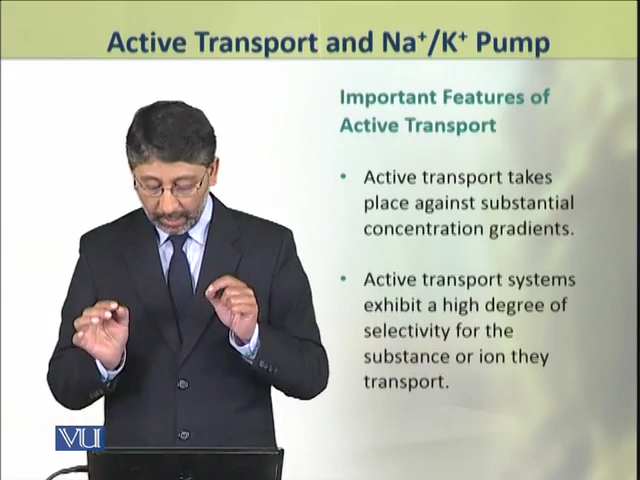 Active Transport and Na⁺/K⁺ Pump
Important Features of
Active Transport
• Active transport takes
place against substantial
concentration gradients.
• Active transport systems
exhibit a high degree of
selectivity for the
substance or ion they
transport.
VU